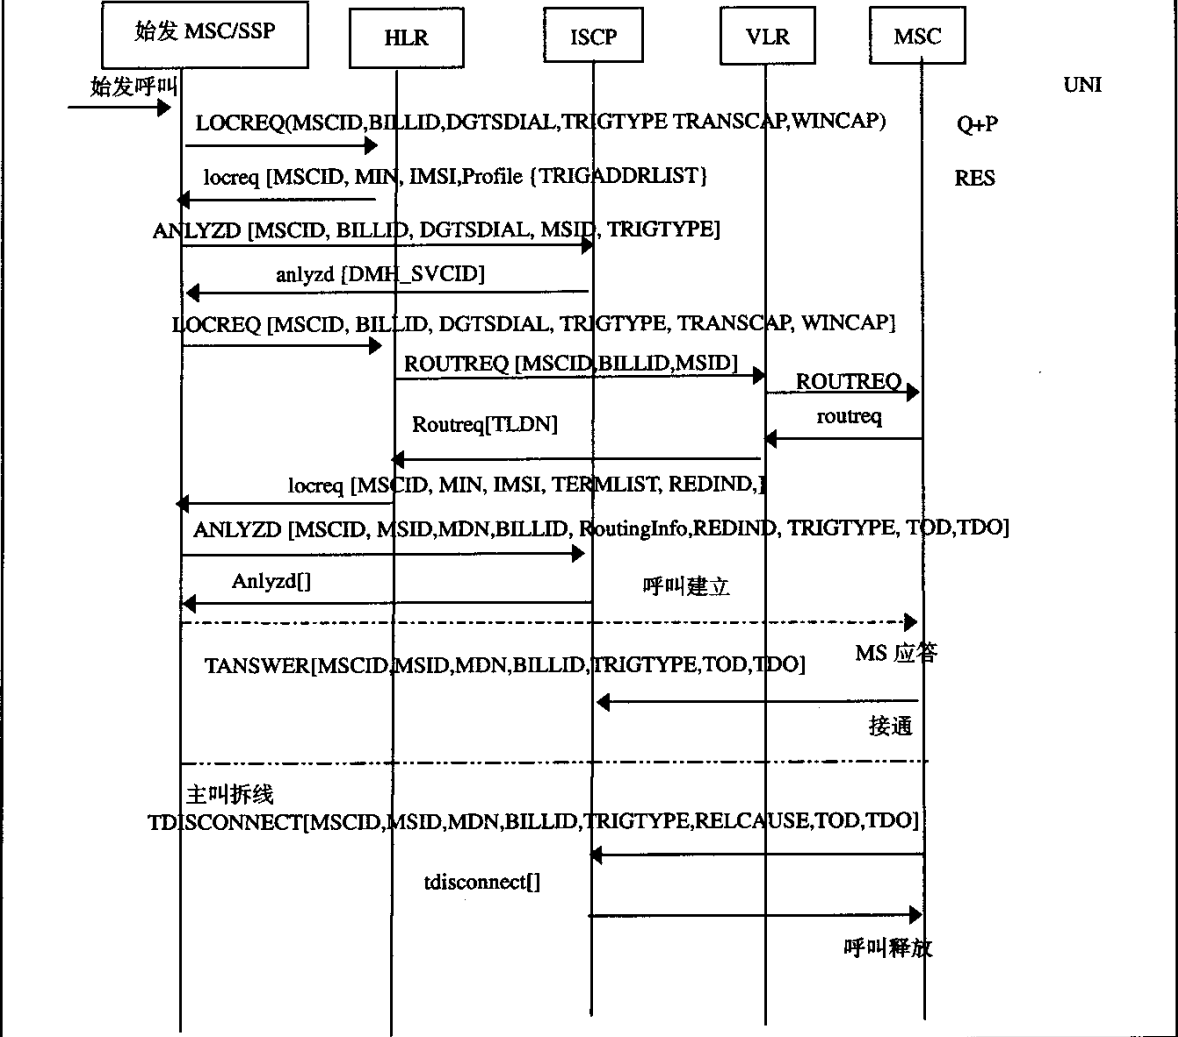 始发 MSC/SSP
HLR
ISCP
VLR
MSC
始发呼叫
UNI
LOCREQ(MSCID,BILLID,DGTSDIAL,TRIGTYPE TRANSCAP,WINCAP)
Q+P
locreq [MSCID, MIN, IMSI,Profile {TRIGADDRLIST}
RES
ANLYZD [MSCID, BILLID, DGTSDIAL, MSID, TRIGTYPE]
anlyzd [DMH_SVCID]
LOCREQ [MSCID, BILLID, DGTSDIAL, TRIGTYPE, TRANSCAP, WINCAP]
ROUTREQ [MSCID,BILLID,MSID]
ROUTREQ
routreq
Routreq[TLDN]
locreq [MSCID, MIN, IMSI, TERMLIST, REDIND,]
ANLYZD [MSCID, MSID,MDN,BILLID, RoutingInfo,REDIND, TRIGTYPE, TOD,TDO]
Anlyzd[]
呼叫建立
MS 应答
TANSWER[MSCID,MSID,MDN,BILLID,TRIGTYPE,TOD,TDO]
接通
主叫拆线
TDISCONNECT[MSCID,MSID,MDN,BILLID,TRIGTYPE,RELCAUSE,TOD,TDO]
tdisconnect[]
呼叫释放